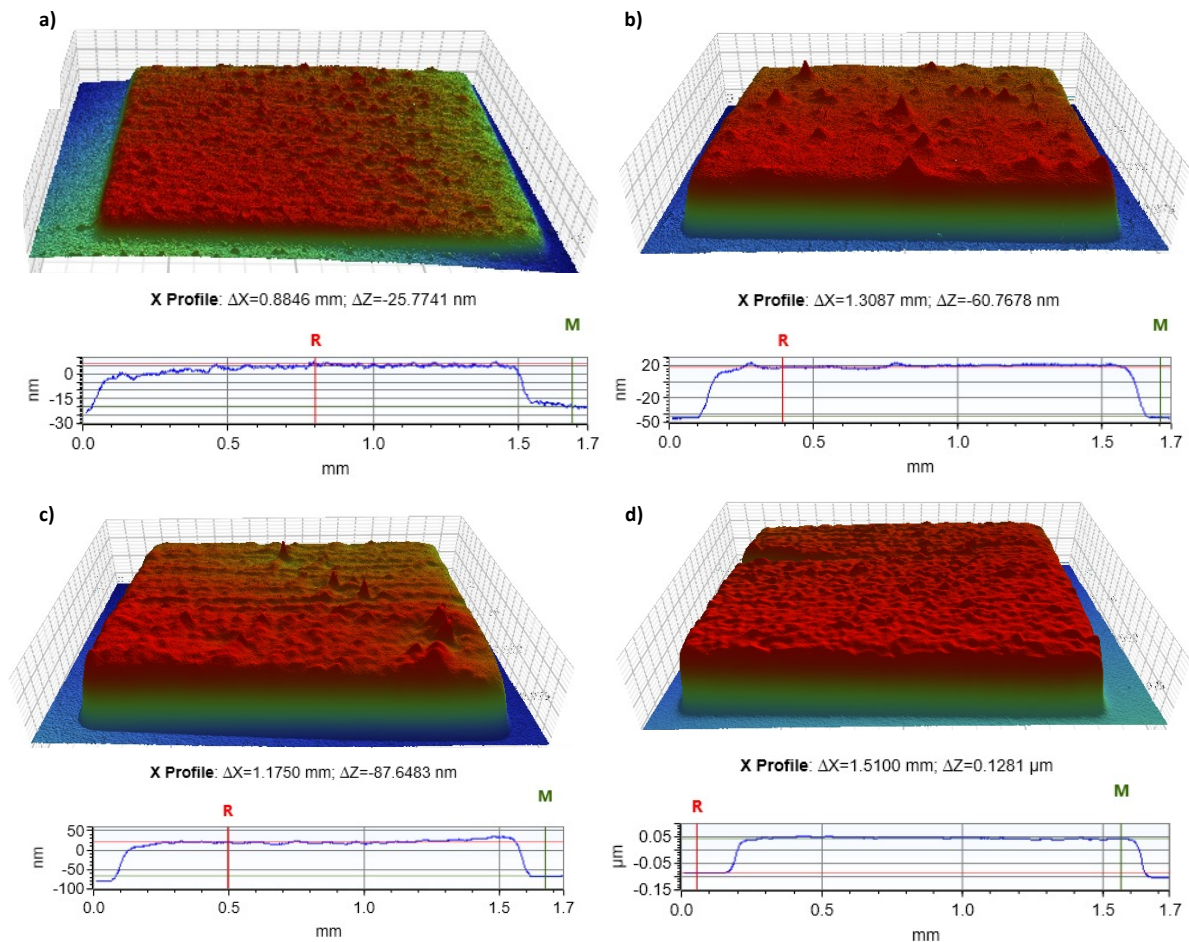 a)
b)
X Profile: ΔX=0.8846 mm; ΔZ=-25.7741 nm
X Profile: ΔX=1.3087 mm; ΔZ=-60.7678 nm
R
M
nm
0
-15
-30
0.0 0.5 1.0 1.5 1.7
mm
R
M
nm
20
-20
-50
0.0 0.5 1.0 1.5 1.7
mm
c)
d)
X Profile: ΔX=1.1750 mm; ΔZ=-87.6483 nm
X Profile: ΔX=1.5100 mm; ΔZ=0.1281 µm
R
M
nm
50
0
-50
-100
0.0 0.5 1.0 1.5 1.7
mm
R
M
µm
0.05
-0.05
-0.15
0.0 0.5 1.0 1.5 1.7
mm